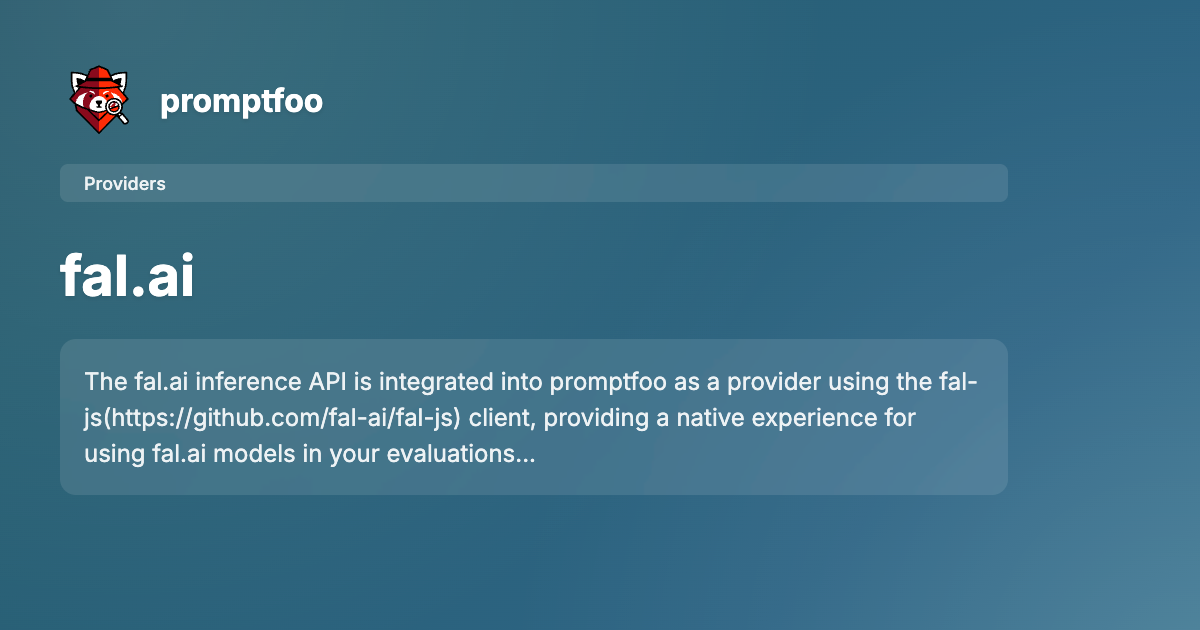 promptfoo
Providers
fal.ai
The fal.ai inference API is integrated into promptfoo as a provider using the fal-
js(https://github.com/fal-ai/fal-js) client, providing a native experience for
using fal.ai models in your evaluations...